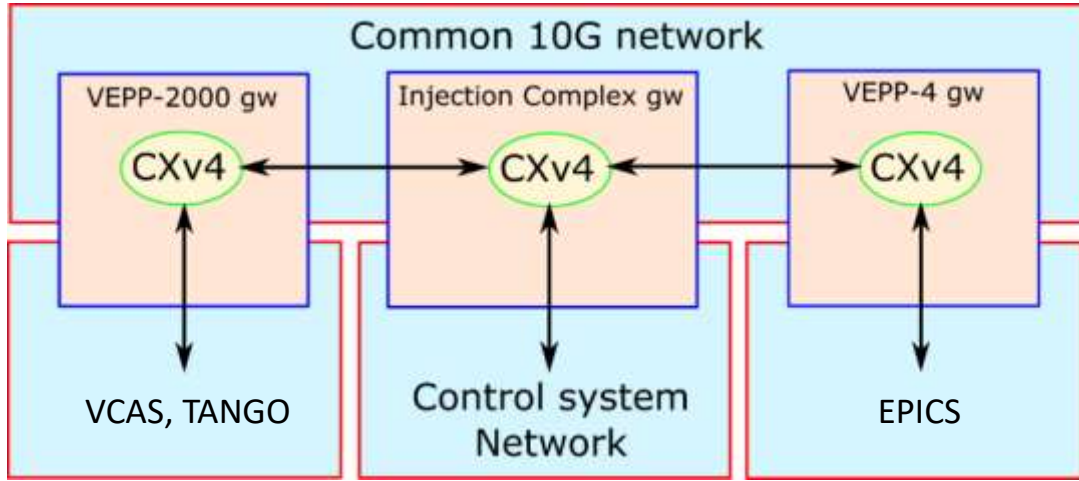 Common 10G network
VEPP-2000 gw
Injection Complex gw
VEPP-4 gw
CXv4
CXv4
CXv4
VCAS, TANGO
Control system
Network
EPICS